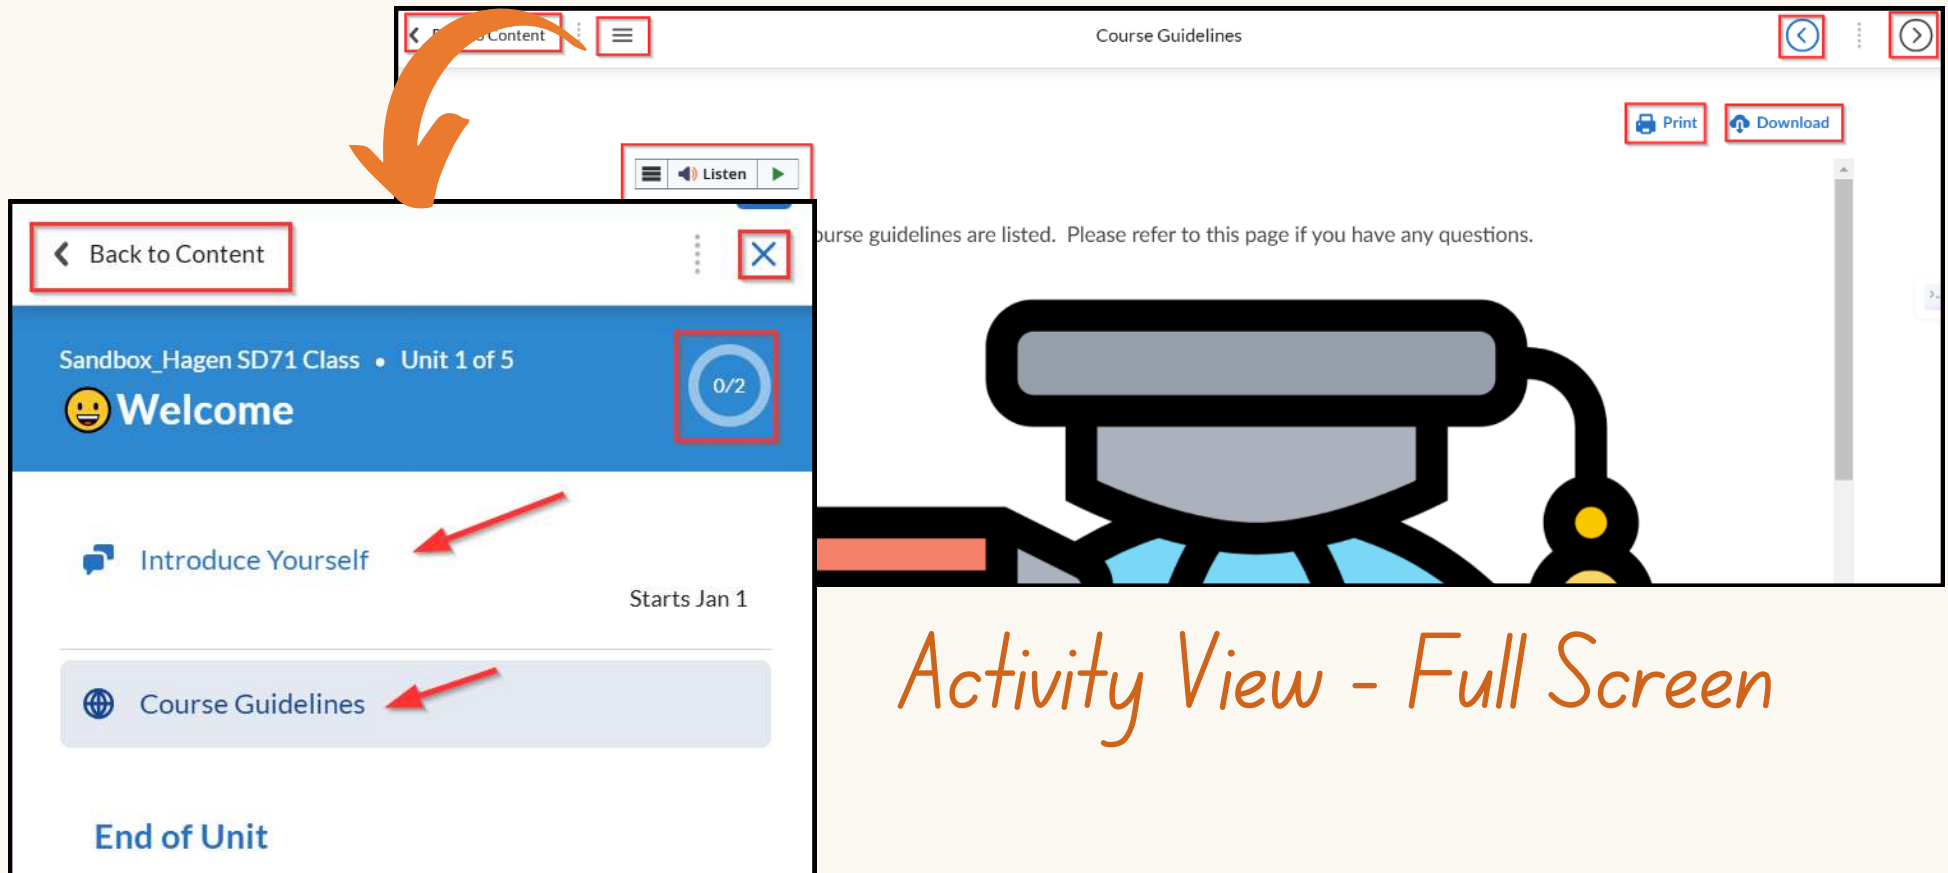 Content
Course Guidelines
Print
Download
Listen
guidelines are listed.  Please refer to this page if you have any questions.
Back to Content
Sandbox_Hagen SD71 Class • Unit 1 of 5
0/2
😀Welcome
Introduce Yourself
Starts Jan 1
Course Guidelines
End of Unit
Activity View - Full Screen